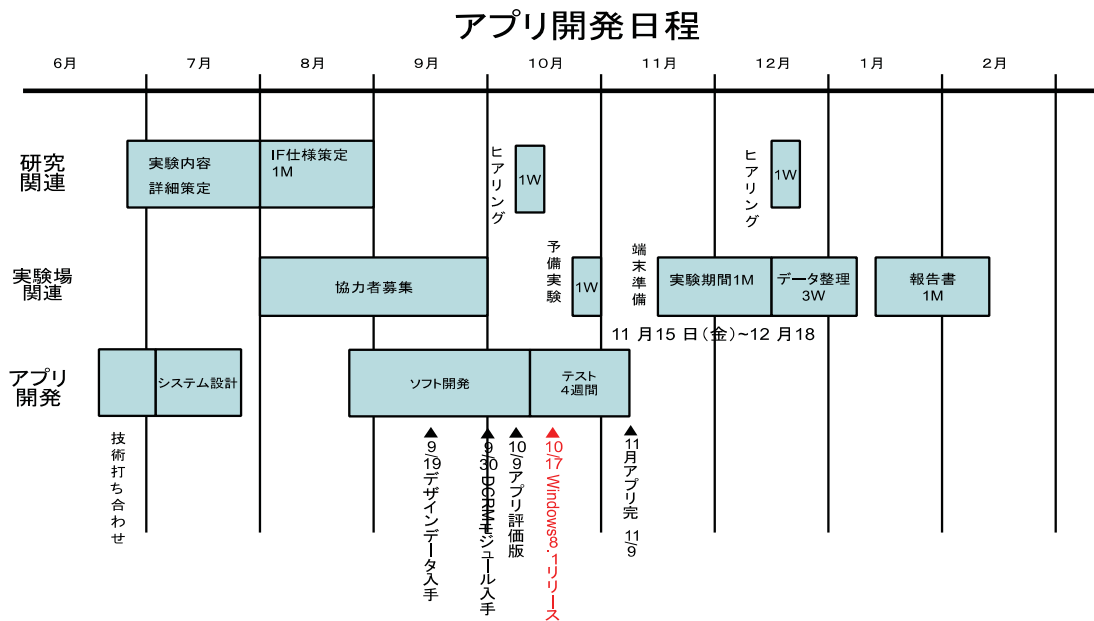 アプリ開発日程
6月
7月
8月
9月
10月
11月
12月
1月
2月
研究
関連
実験内容
詳細策定
IF仕様策定
1M
ヒアリング
1W
ヒアリング
1W
実験場
関連
協力者募集
予備実験
1W
端末準備
実験期間1M
データ整理
3W
報告書
1M
11 月15 日(金)~12 月18
アプリ
開発
システム設計
ソフト開発
テスト
4週間
技術打ち合わせ
9/19デザインデータ入手
9/30 DCRMモジュール入手
10/9アプリ評価版
10/17 Windows8.1リリース
11月アプリ完 11/9